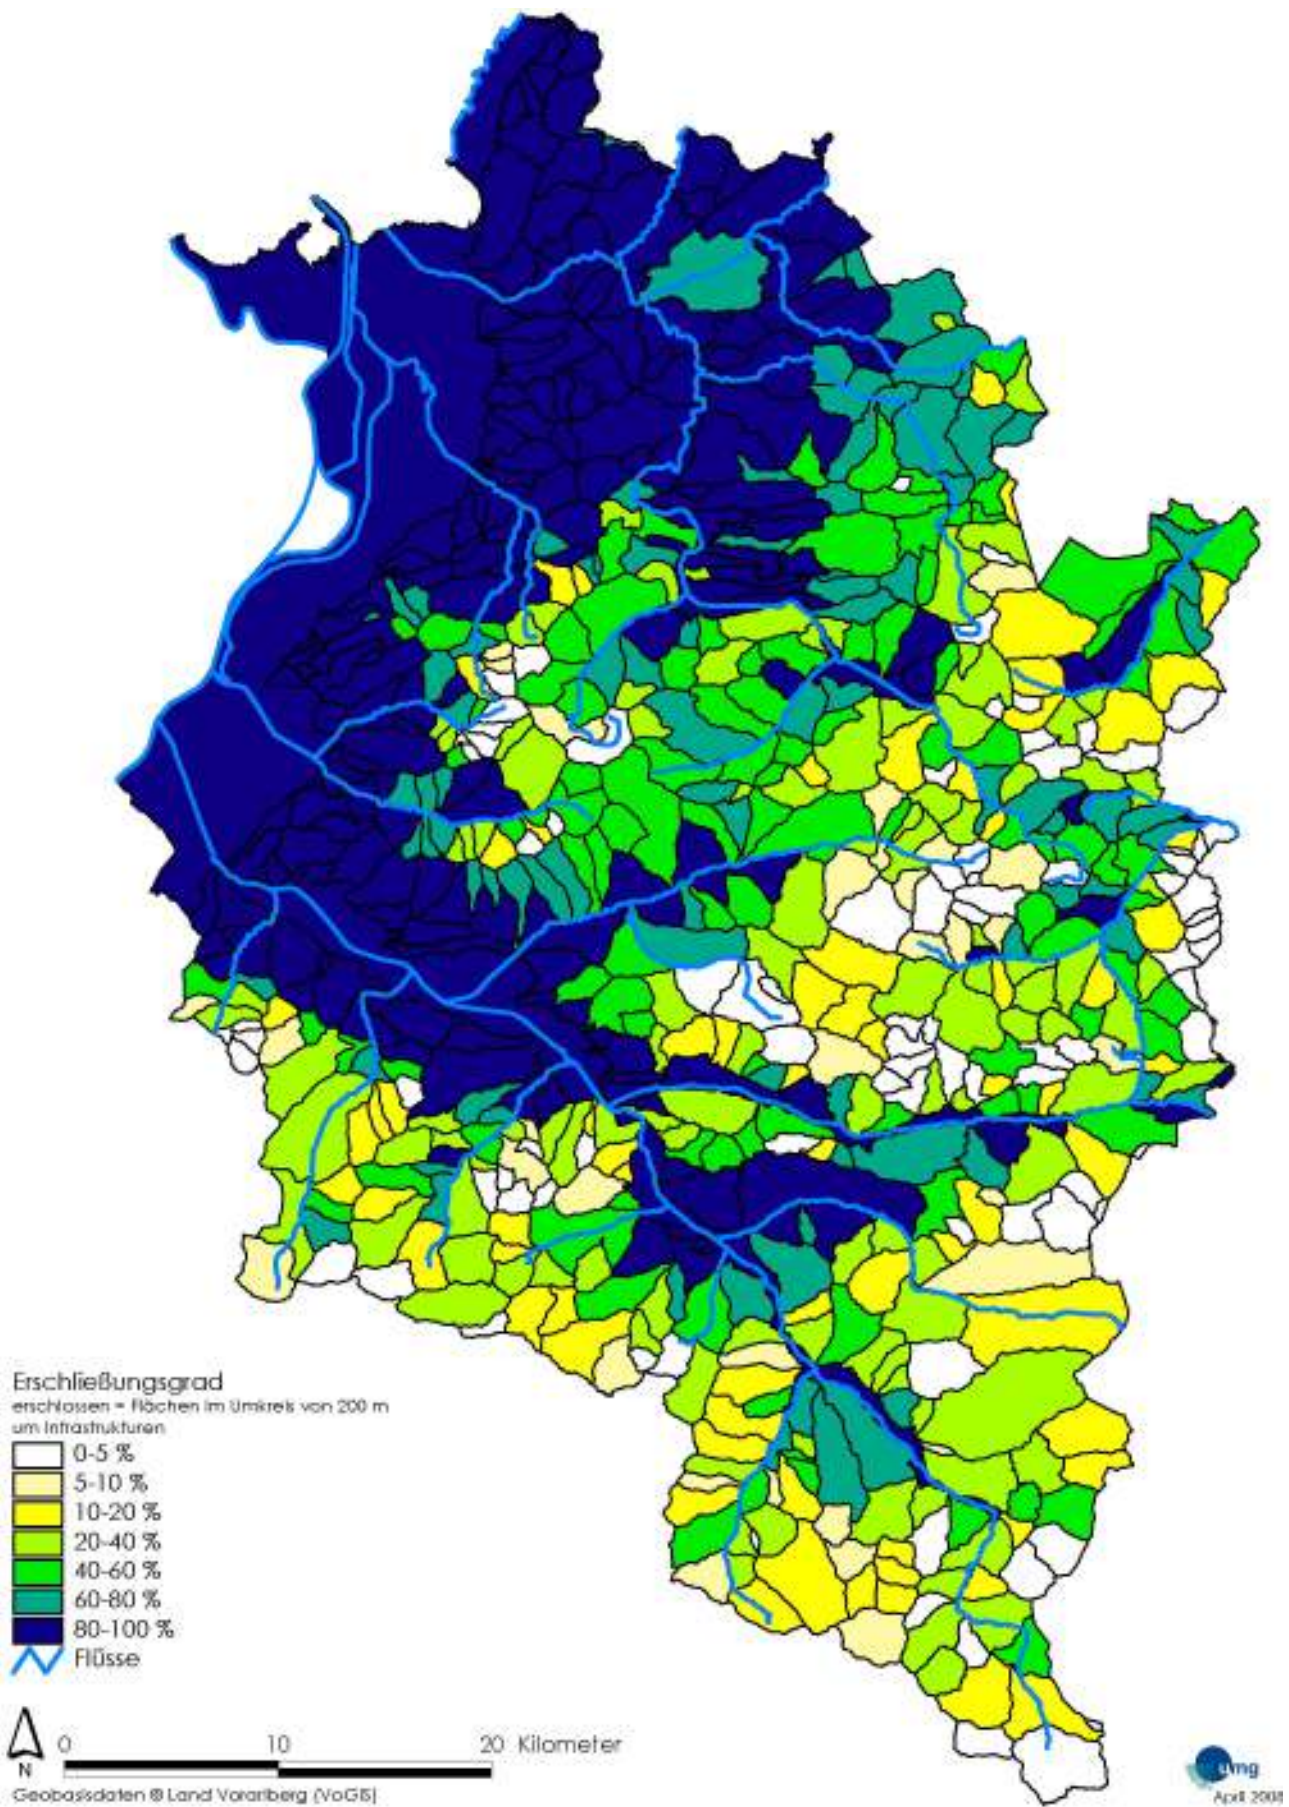 Erschließungsgrad
erschlossen = Flächen im Umkreis von 200 m
um Infrastrukturen
0-5 %
5-10 %
10-20 %
20-40 %
40-60 %
60-80 %
80-100 %
Flüsse
0 10 20 Kilometer
N
Geobasisdaten © Land Vorarlberg (VoGIS)
umg
April 2008